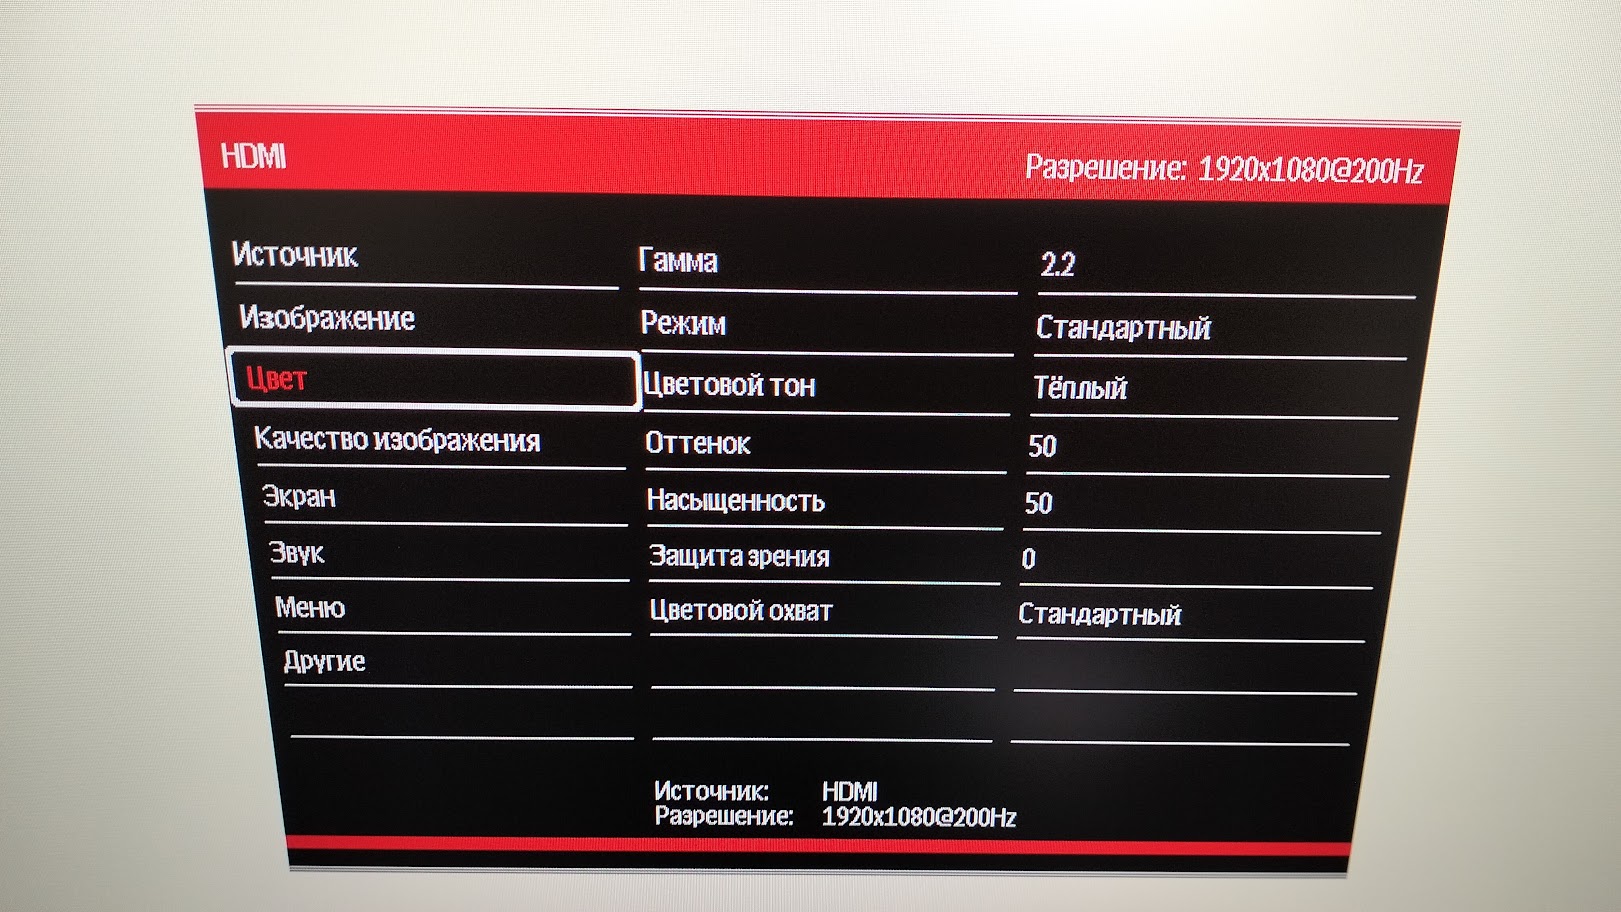 HDMI
Разрешение: 1920x1080@200Hz
Источник
Гамма
2.2
Изображение
Режим
Стандартный
Цвет
Цветовой тон
Тёплый
Качество изображения
Оттенок
50
Экран
Насыщенность
50
Звук
Защита зрения
0
Меню
Цветовой охват
Стандартный
Другие
Источник: HDMI
Разрешение: 1920x1080@200Hz